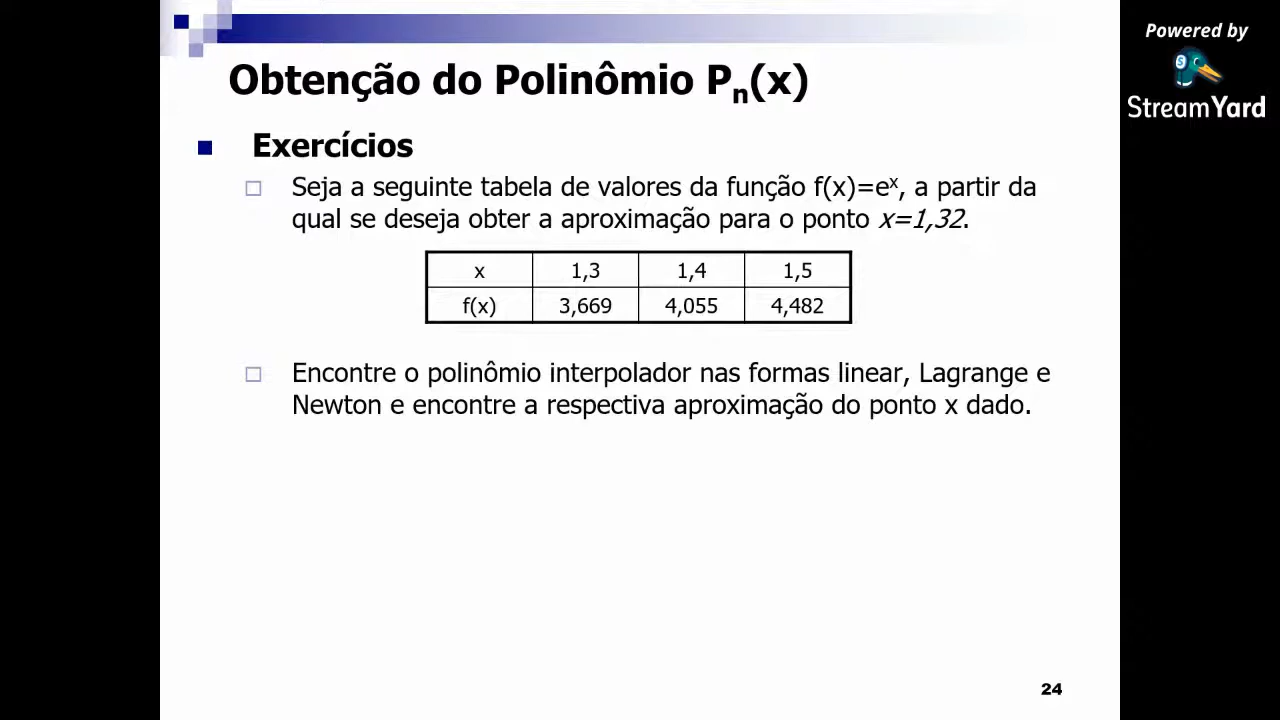 Powered by
StreamYard
Obtenção do Polinômio Pn(x)
Exercícios
Seja a seguinte tabela de valores da função f(x)=eˣ, a partir da
qual se deseja obter a aproximação para o ponto x=1,32.
x 1,3 1,4 1,5
f(x) 3,669 4,055 4,482
Encontre o polinômio interpolador nas formas linear, Lagrange e
Newton e encontre a respectiva aproximação do ponto x dado.
24